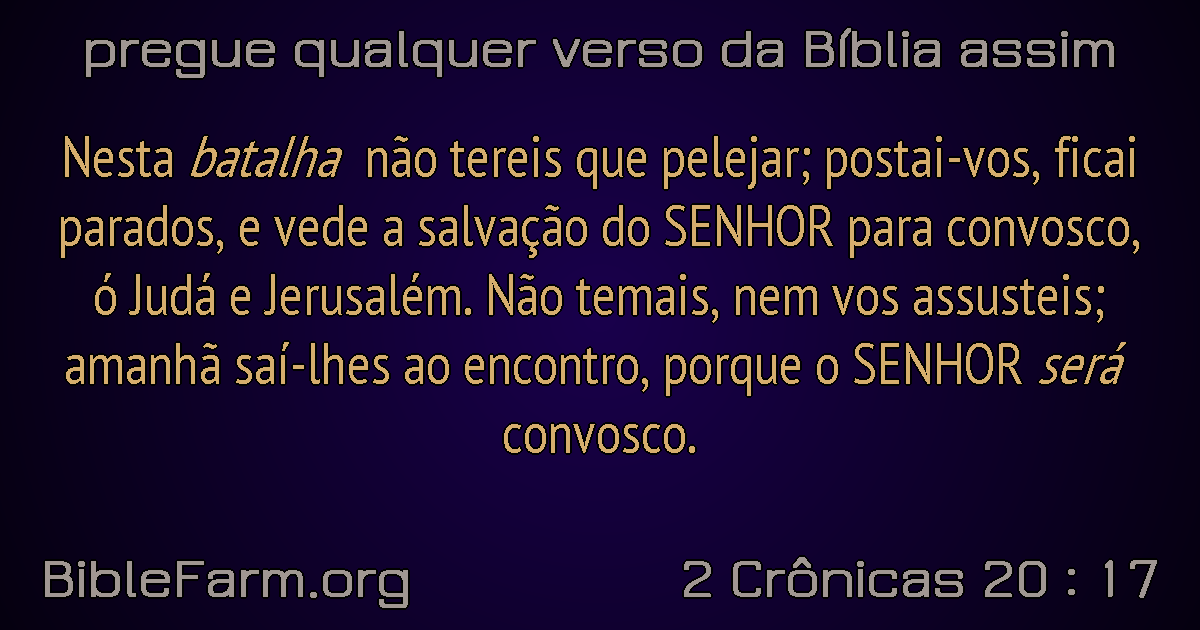 pregue qualquer verso da Bíblia assim
Nesta batalha não tereis que pelejar; postai-vos, ficai
parados, e vede a salvação do SENHOR para convosco,
ó Judá e Jerusalém. Não temais, nem vos assusteis;
amanhã saí-lhes ao encontro, porque o SENHOR será
convosco.
BibleFarm.org
2 Crônicas 20 : 17